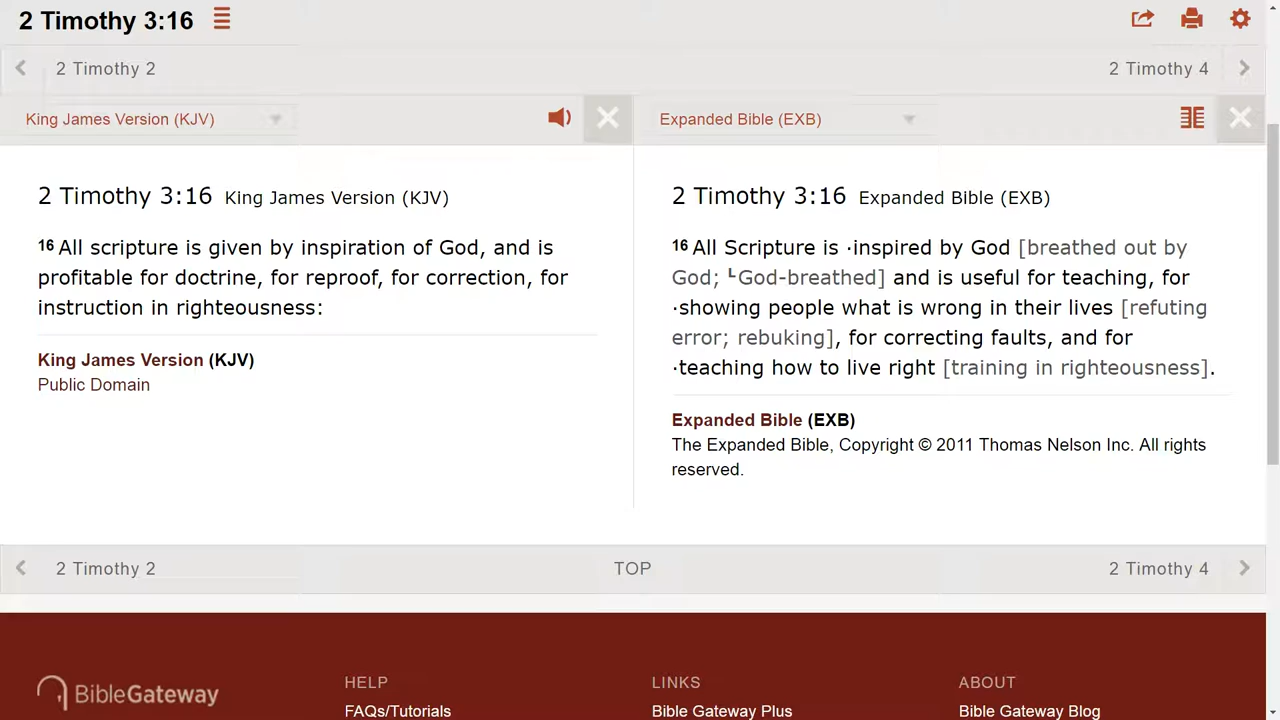 2 Timothy 3:16
2 Timothy 2
2 Timothy 4
King James Version (KJV)
Expanded Bible (EXB)
2 Timothy 3:16 King James Version (KJV)
16 All scripture is given by inspiration of God, and is
profitable for doctrine, for reproof, for correction, for
instruction in righteousness:
King James Version (KJV)
Public Domain
2 Timothy 3:16 Expanded Bible (EXB)
16 All Scripture is ·inspired by God [breathed out by
God; ᴸGod-breathed] and is useful for teaching, for
·showing people what is wrong in their lives [refuting
error; rebuking], for correcting faults, and for
·teaching how to live right [training in righteousness].
Expanded Bible (EXB)
The Expanded Bible, Copyright © 2011 Thomas Nelson Inc. All rights
reserved.
2 Timothy 2
TOP
2 Timothy 4
BibleGateway
HELP
FAQs/Tutorials
LINKS
Bible Gateway Plus
ABOUT
Bible Gateway Blog